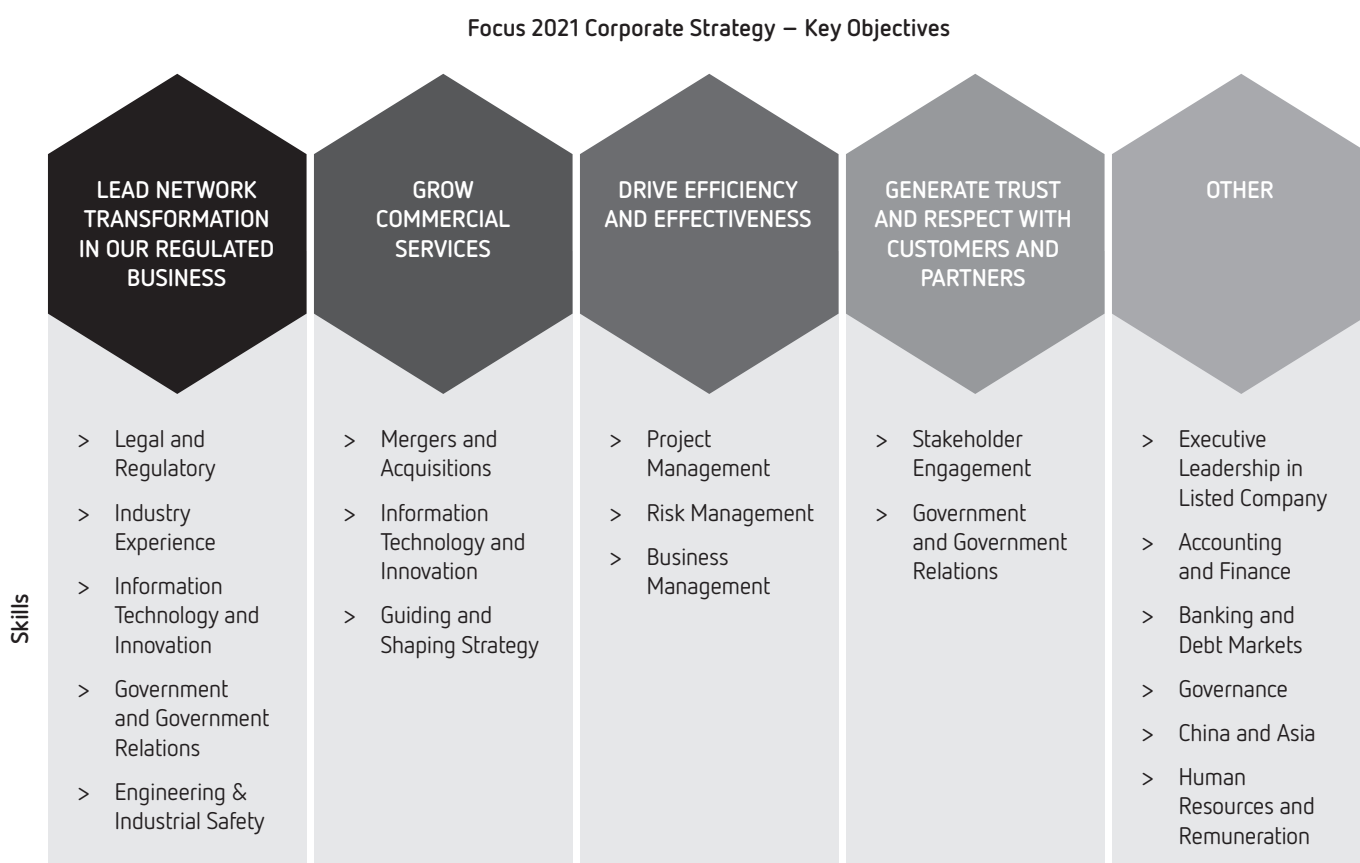 Focus 2021 Corporate Strategy – Key Objectives
LEAD NETWORK
TRANSFORMATION
IN OUR REGULATED
BUSINESS
GROW
COMMERCIAL
SERVICES
DRIVE EFFICIENCY
AND EFFECTIVENESS
GENERATE TRUST
AND RESPECT WITH
CUSTOMERS AND
PARTNERS
OTHER
Skills
> Legal and
Regulatory
> Industry
Experience
> Information
Technology and
Innovation
> Government
and Government
Relations
> Engineering &
Industrial Safety
> Mergers and
Acquisitions
> Information
Technology and
Innovation
> Guiding and
Shaping Strategy
> Project
Management
> Risk Management
> Business
Management
> Stakeholder
Engagement
> Government
and Government
Relations
> Executive
Leadership in
Listed Company
> Accounting
and Finance
> Banking and
Debt Markets
> Governance
> China and Asia
> Human
Resources and
Remuneration